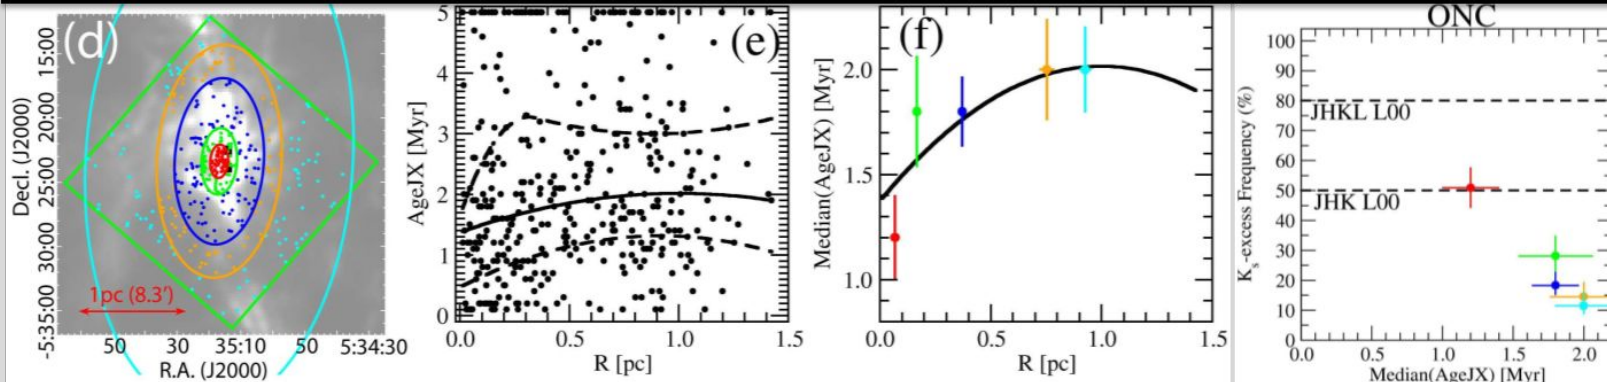 (d)
Decl. (J2000)
15:00
20:00
25:00
30:00
-5:35:00
1pc (8.3')
50 30 35:10 50 5:34:30
R.A. (J2000)
(e)
AgeJX [Myr]
5
4
3
2
1
0
0.0 0.5 1.0 1.5
R [pc]
(f)
Median(AgeJX) [Myr]
2.0
1.5
1.0
0.0 0.5 1.0 1.5
R [pc]
ONC
Ks-excess Frequency (%)
100
90
80
70
60
50
40
30
20
10
0
JHKL L00
JHK L00
0.0 0.5 1.0 1.5 2.0
Median(AgeJX) [Myr]